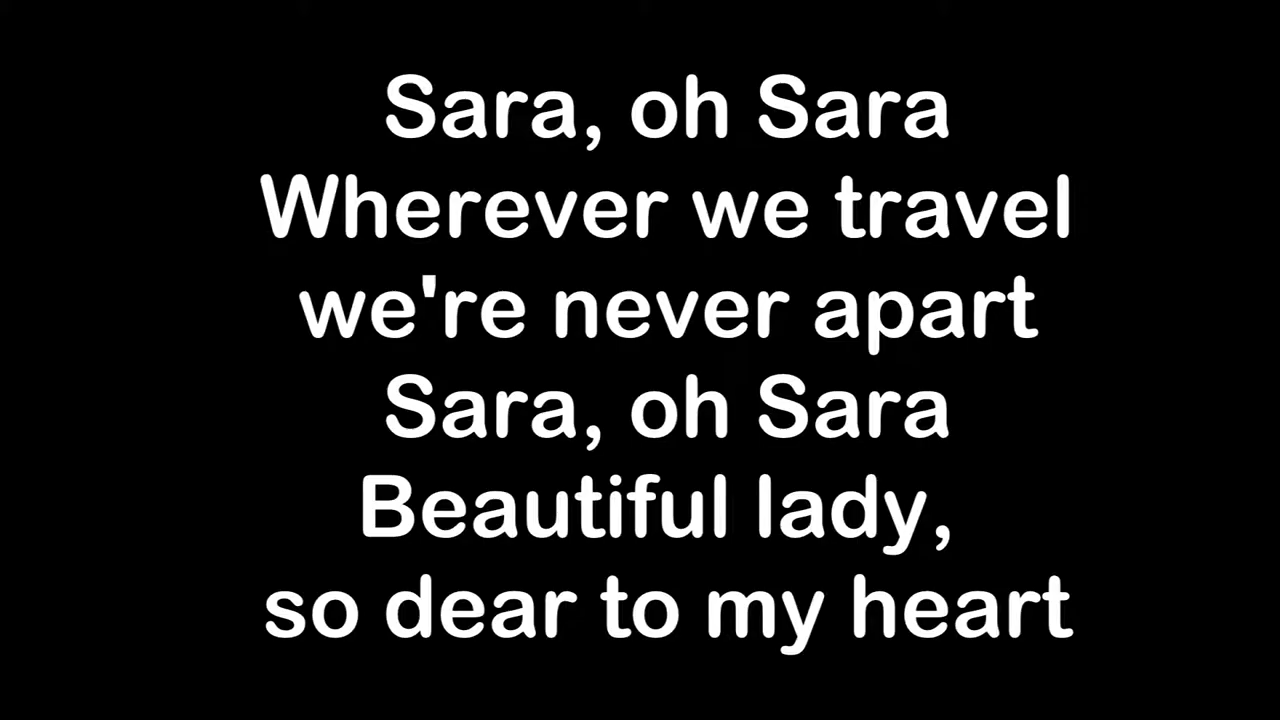 Sara, oh Sara
Wherever we travel
we're never apart
Sara, oh Sara
Beautiful lady,
so dear to my heart